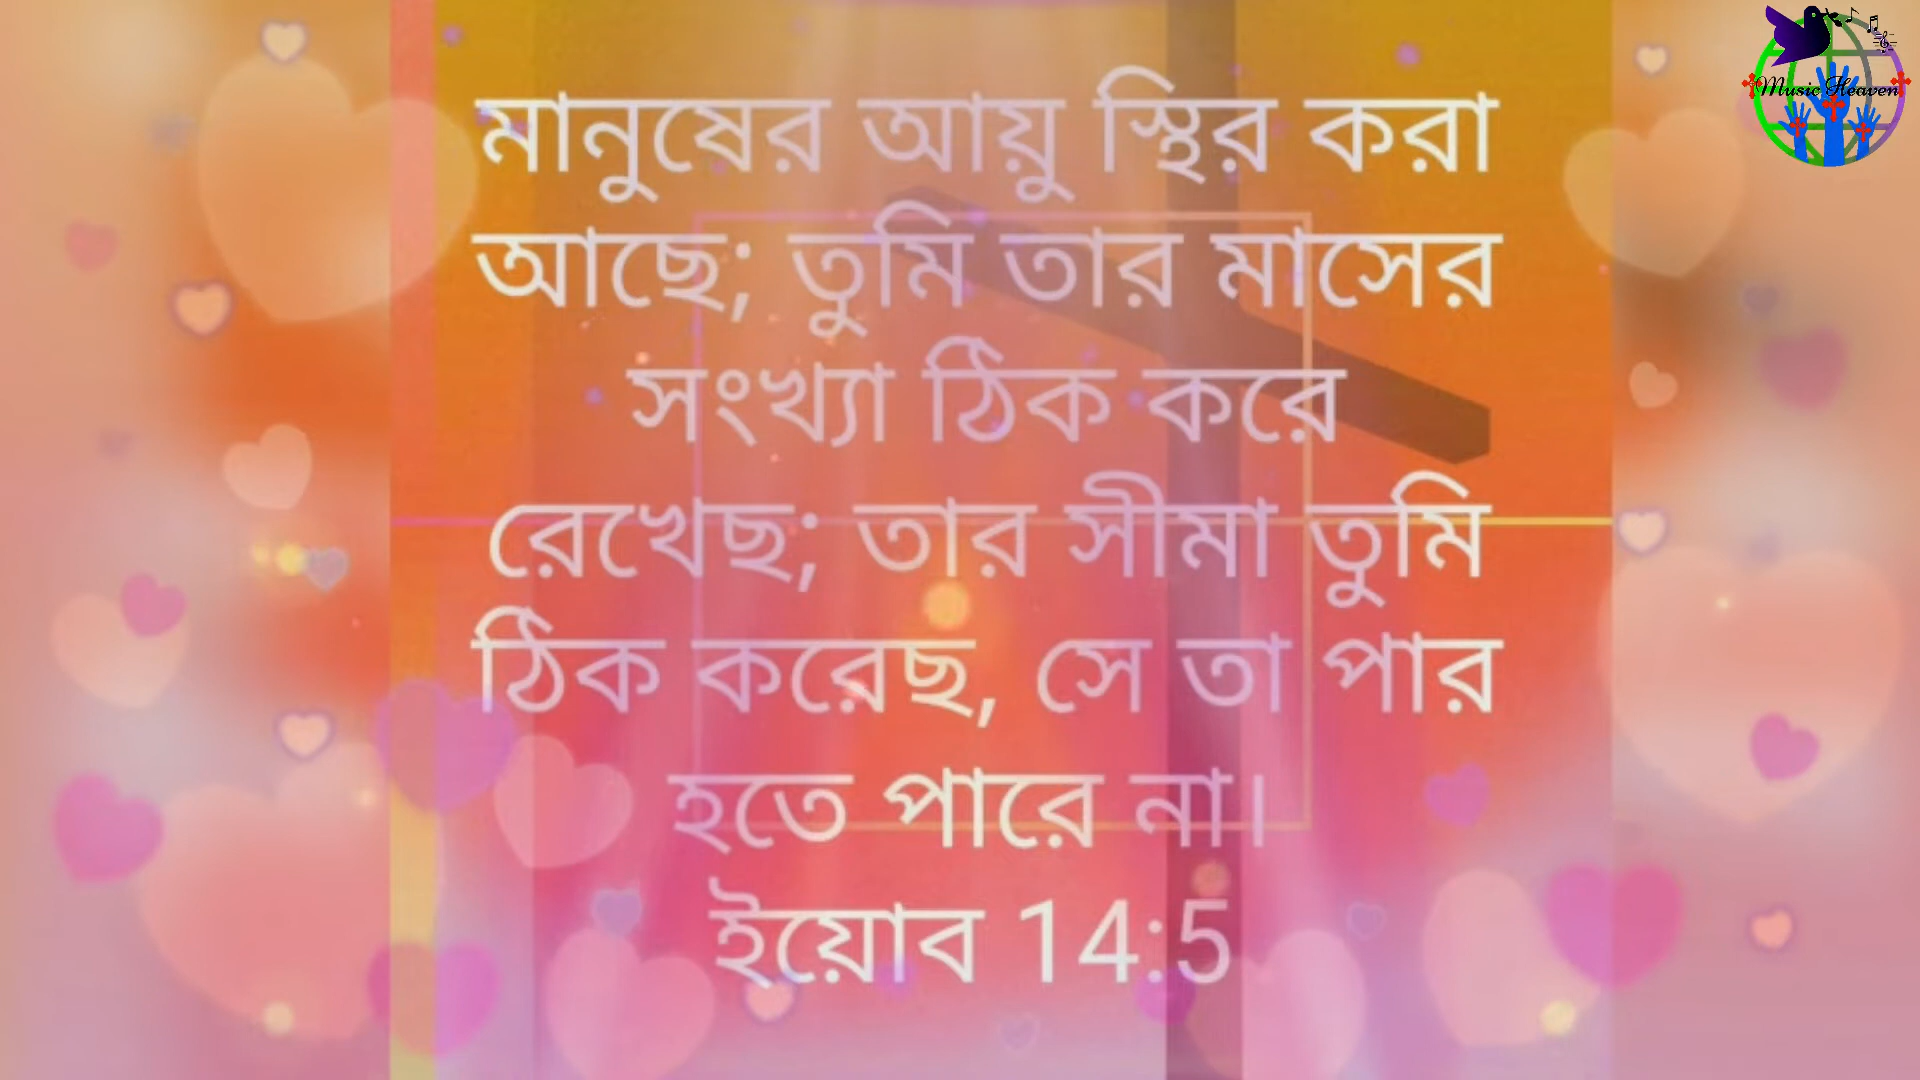 মানুষের আয়ু স্থির করা
আছে; তুমি তার মাসের
সংখ্যা ঠিক করে
রেখেছ; তার সীমা তুমি
ঠিক করেছ, সে তা পার
হতে পারে না।
ইয়োব 14:5
Music Heaven